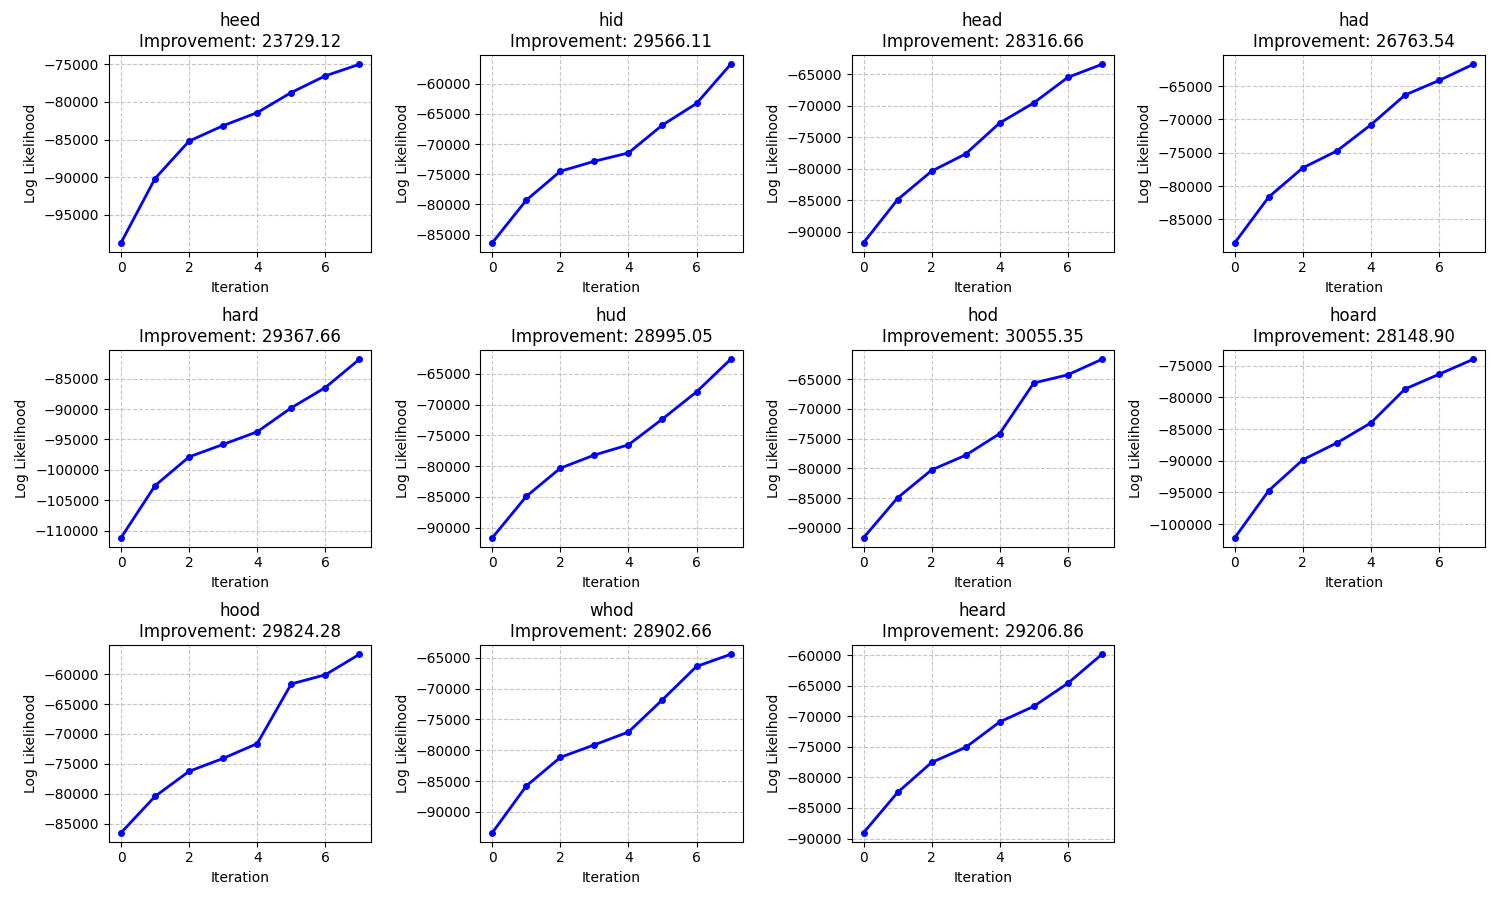 heed
Improvement: 23729.12
Log Likelihood
−75000
−80000
−85000
−90000
−95000
0 2 4 6
Iteration
hid
Improvement: 29566.11
Log Likelihood
−60000
−65000
−70000
−75000
−80000
−85000
0 2 4 6
Iteration
head
Improvement: 28316.66
Log Likelihood
−65000
−70000
−75000
−80000
−85000
−90000
0 2 4 6
Iteration
had
Improvement: 26763.54
Log Likelihood
−65000
−70000
−75000
−80000
−85000
0 2 4 6
Iteration
hard
Improvement: 29367.66
Log Likelihood
−85000
−90000
−95000
−100000
−105000
−110000
0 2 4 6
Iteration
hud
Improvement: 28995.05
Log Likelihood
−65000
−70000
−75000
−80000
−85000
−90000
0 2 4 6
Iteration
hod
Improvement: 30055.35
Log Likelihood
−65000
−70000
−75000
−80000
−85000
−90000
0 2 4 6
Iteration
hoard
Improvement: 28148.90
Log Likelihood
−75000
−80000
−85000
−90000
−95000
−100000
0 2 4 6
Iteration
hood
Improvement: 29824.28
Log Likelihood
−60000
−65000
−70000
−75000
−80000
−85000
0 2 4 6
Iteration
whod
Improvement: 28902.66
Log Likelihood
−65000
−70000
−75000
−80000
−85000
−90000
0 2 4 6
Iteration
heard
Improvement: 29206.86
Log Likelihood
−60000
−65000
−70000
−75000
−80000
−85000
−90000
0 2 4 6
Iteration